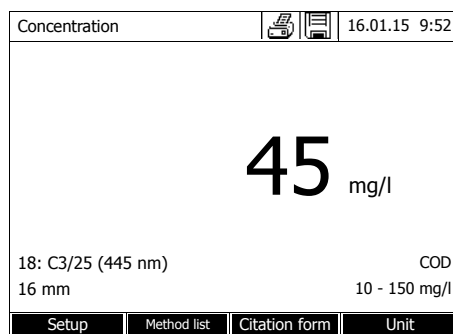 Concentration 16.01.15 9:52
45 mg/l
18: C3/25 (445 nm) COD
16 mm 10 - 150 mg/l
Setup Method list Citation form Unit